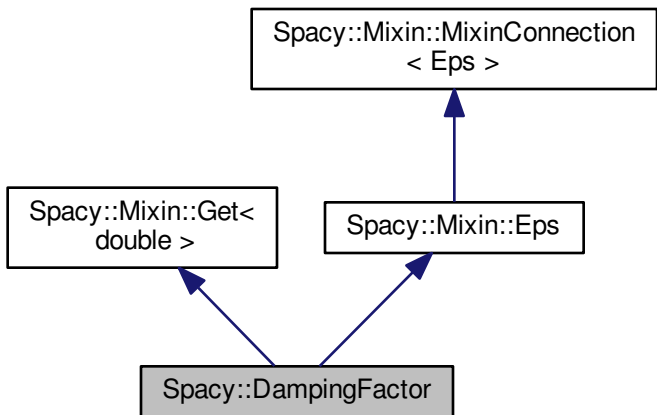 Spacy::Mixin::MixinConnection
< Eps >
Spacy::Mixin::Get<
double >
Spacy::Mixin::Eps
Spacy::DampingFactor